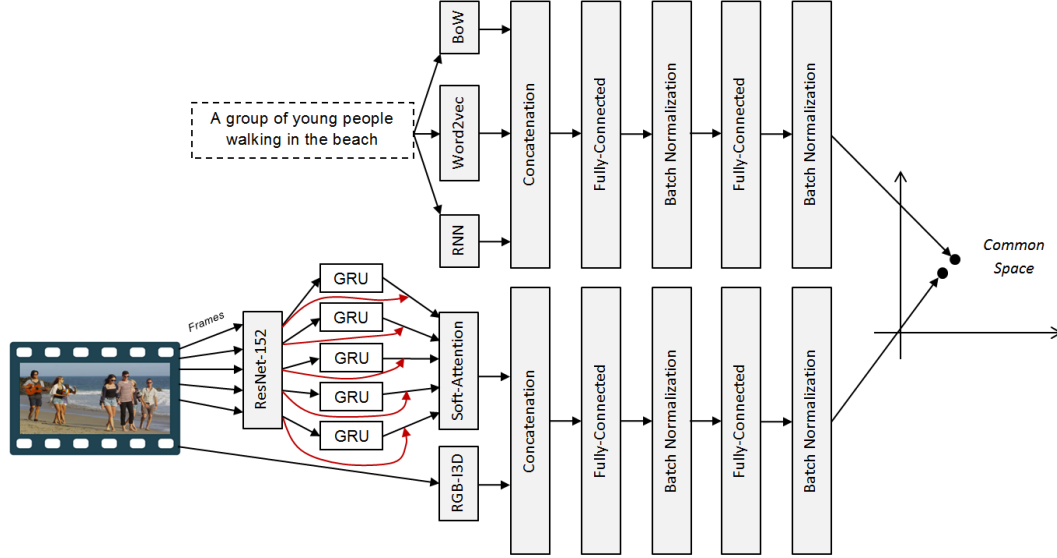 BoW
A group of young people
walking in the beach
Word2vec
RNN
Concatenation
Fully-Connected
Batch Normalization
Fully-Connected
Batch Normalization
Common
Space
Frames
ResNet-152
GRU
GRU
GRU
GRU
GRU
Soft-Attention
RGB-I3D
Concatenation
Fully-Connected
Batch Normalization
Fully-Connected
Batch Normalization